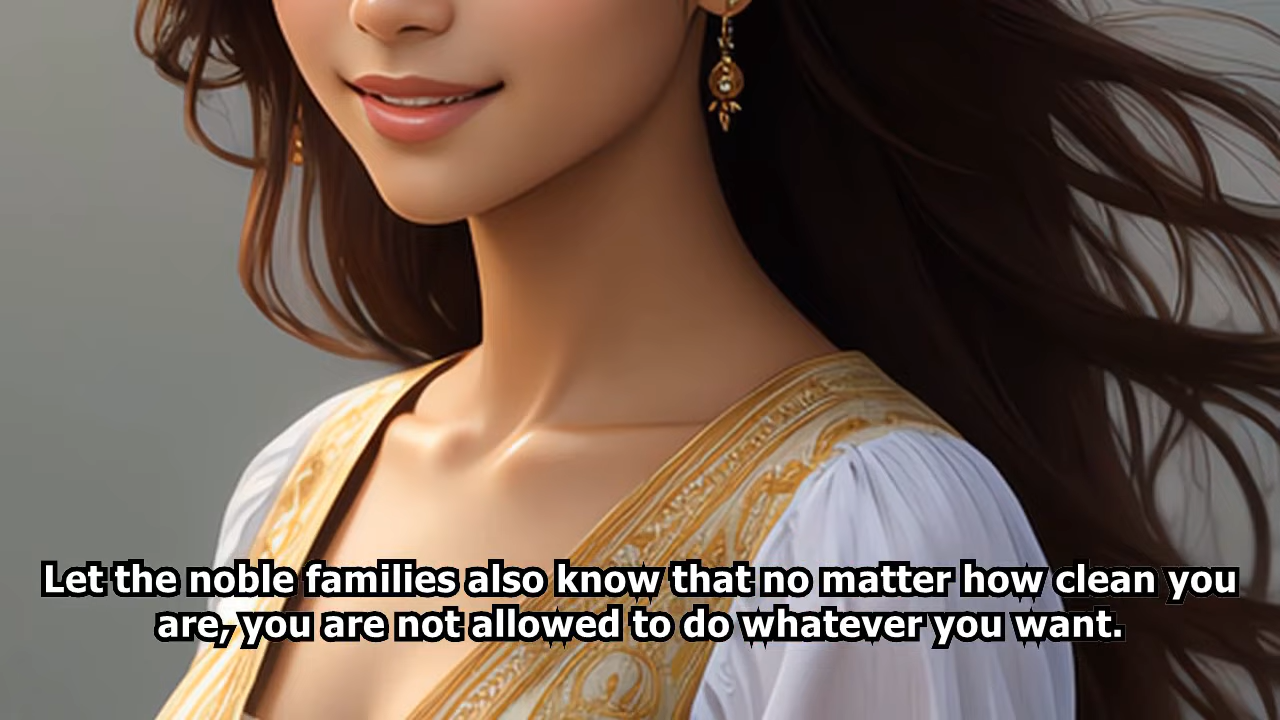 Let the noble families also know that no matter how clean you
are, you are not allowed to do whatever you want.